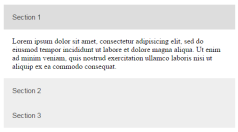 Section 1
Lorem ipsum dolor sit amet, consectetur adipisicing elit, sed do
eiusmod tempor incididunt ut labore et dolore magna aliqua. Ut enim
ad minim veniam, quis nostrud exercitation ullamco laboris nisi ut
aliquip ex ea commodo consequat.
Section 2
Section 3